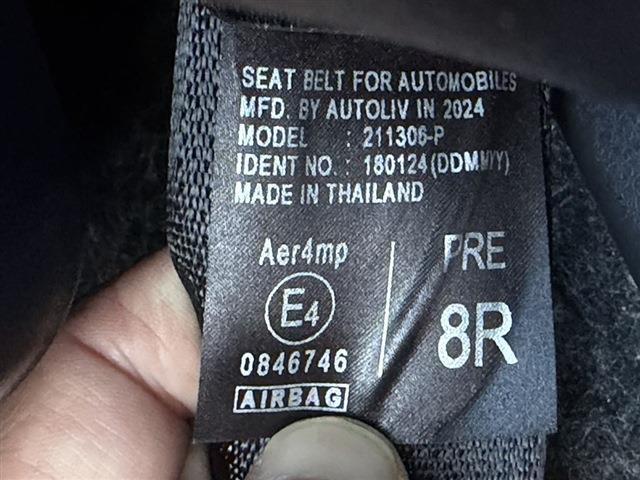 SEAT BELT FOR AUTOMOBILES
MFD. BY AUTOLIV IN 2024
MODEL : 211306-P
IDENT NO. : 180124(DDMMYY)
MADE IN THAILAND
Aer4mp
E4
0846746
AIRBAG
PRE
8R